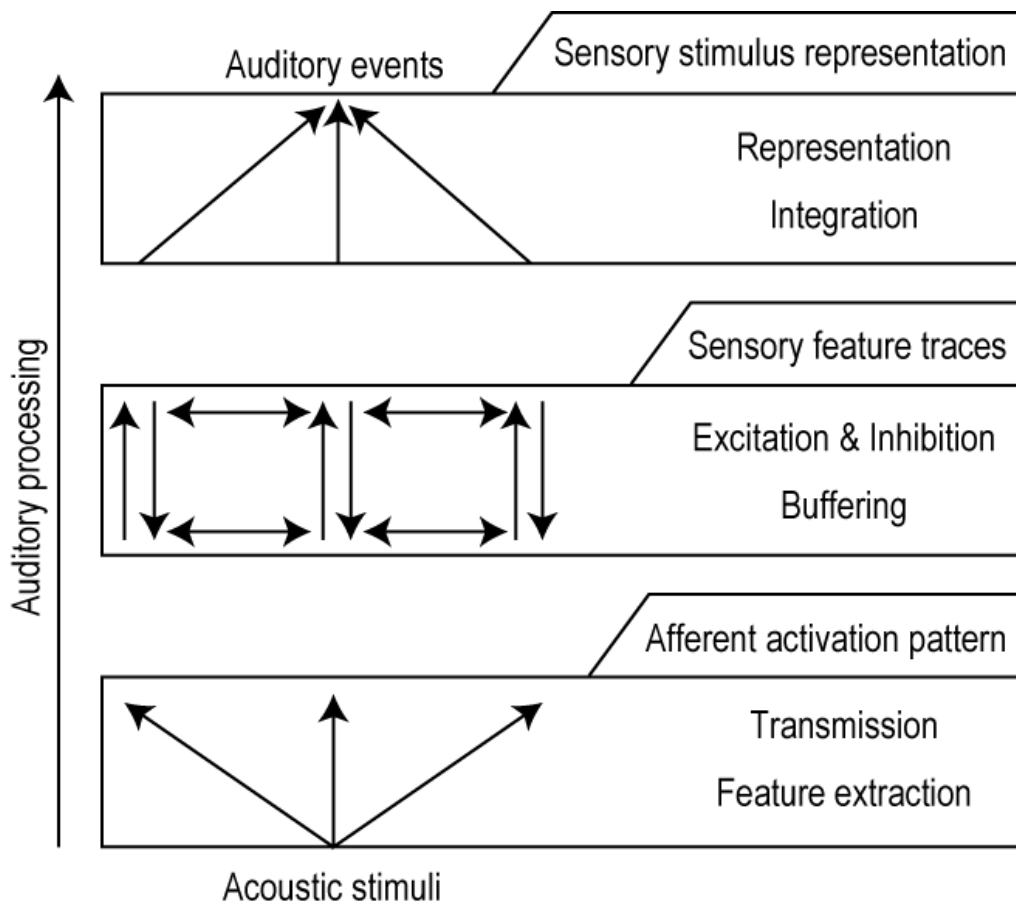 Sensory stimulus representation
Auditory events
Representation
Integration
Sensory feature traces
Auditory processing
Excitation & Inhibition
Buffering
Afferent activation pattern
Transmission
Feature extraction
Acoustic stimuli